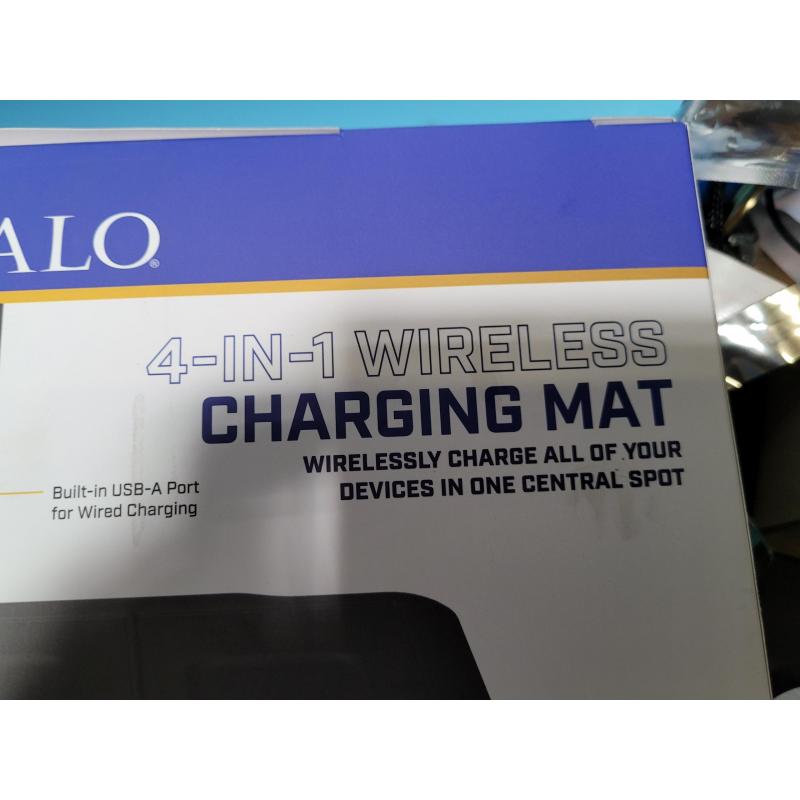 ALO®
4-IN-1 WIRELESS
CHARGING MAT
WIRELESSLY CHARGE ALL OF YOUR
DEVICES IN ONE CENTRAL SPOT
Built-in USB-A Port
for Wired Charging